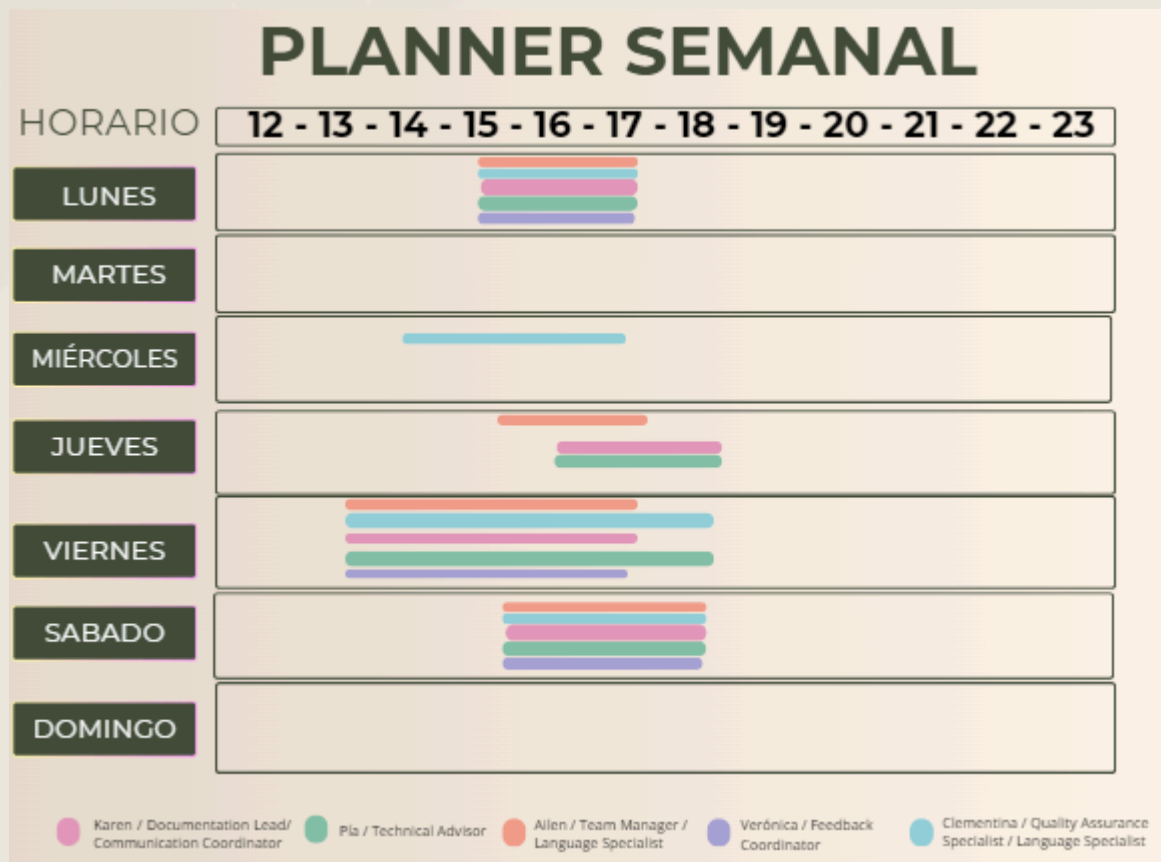 PLANNER SEMANAL
HORARIO
12 - 13 - 14 - 15 - 16 - 17 - 18 - 19 - 20 - 21 - 22 - 23
LUNES
MARTES
MIÉRCOLES
JUEVES
VIERNES
SABADO
DOMINGO
Karen / Documentation Lead/
Communication Coordinator
Pía / Technical Advisor
Ailen / Team Manager /
Language Specialist
Verónica / Feedback
Coordinator
Clementina / Quality Assurance
Specialist / Language Specialist